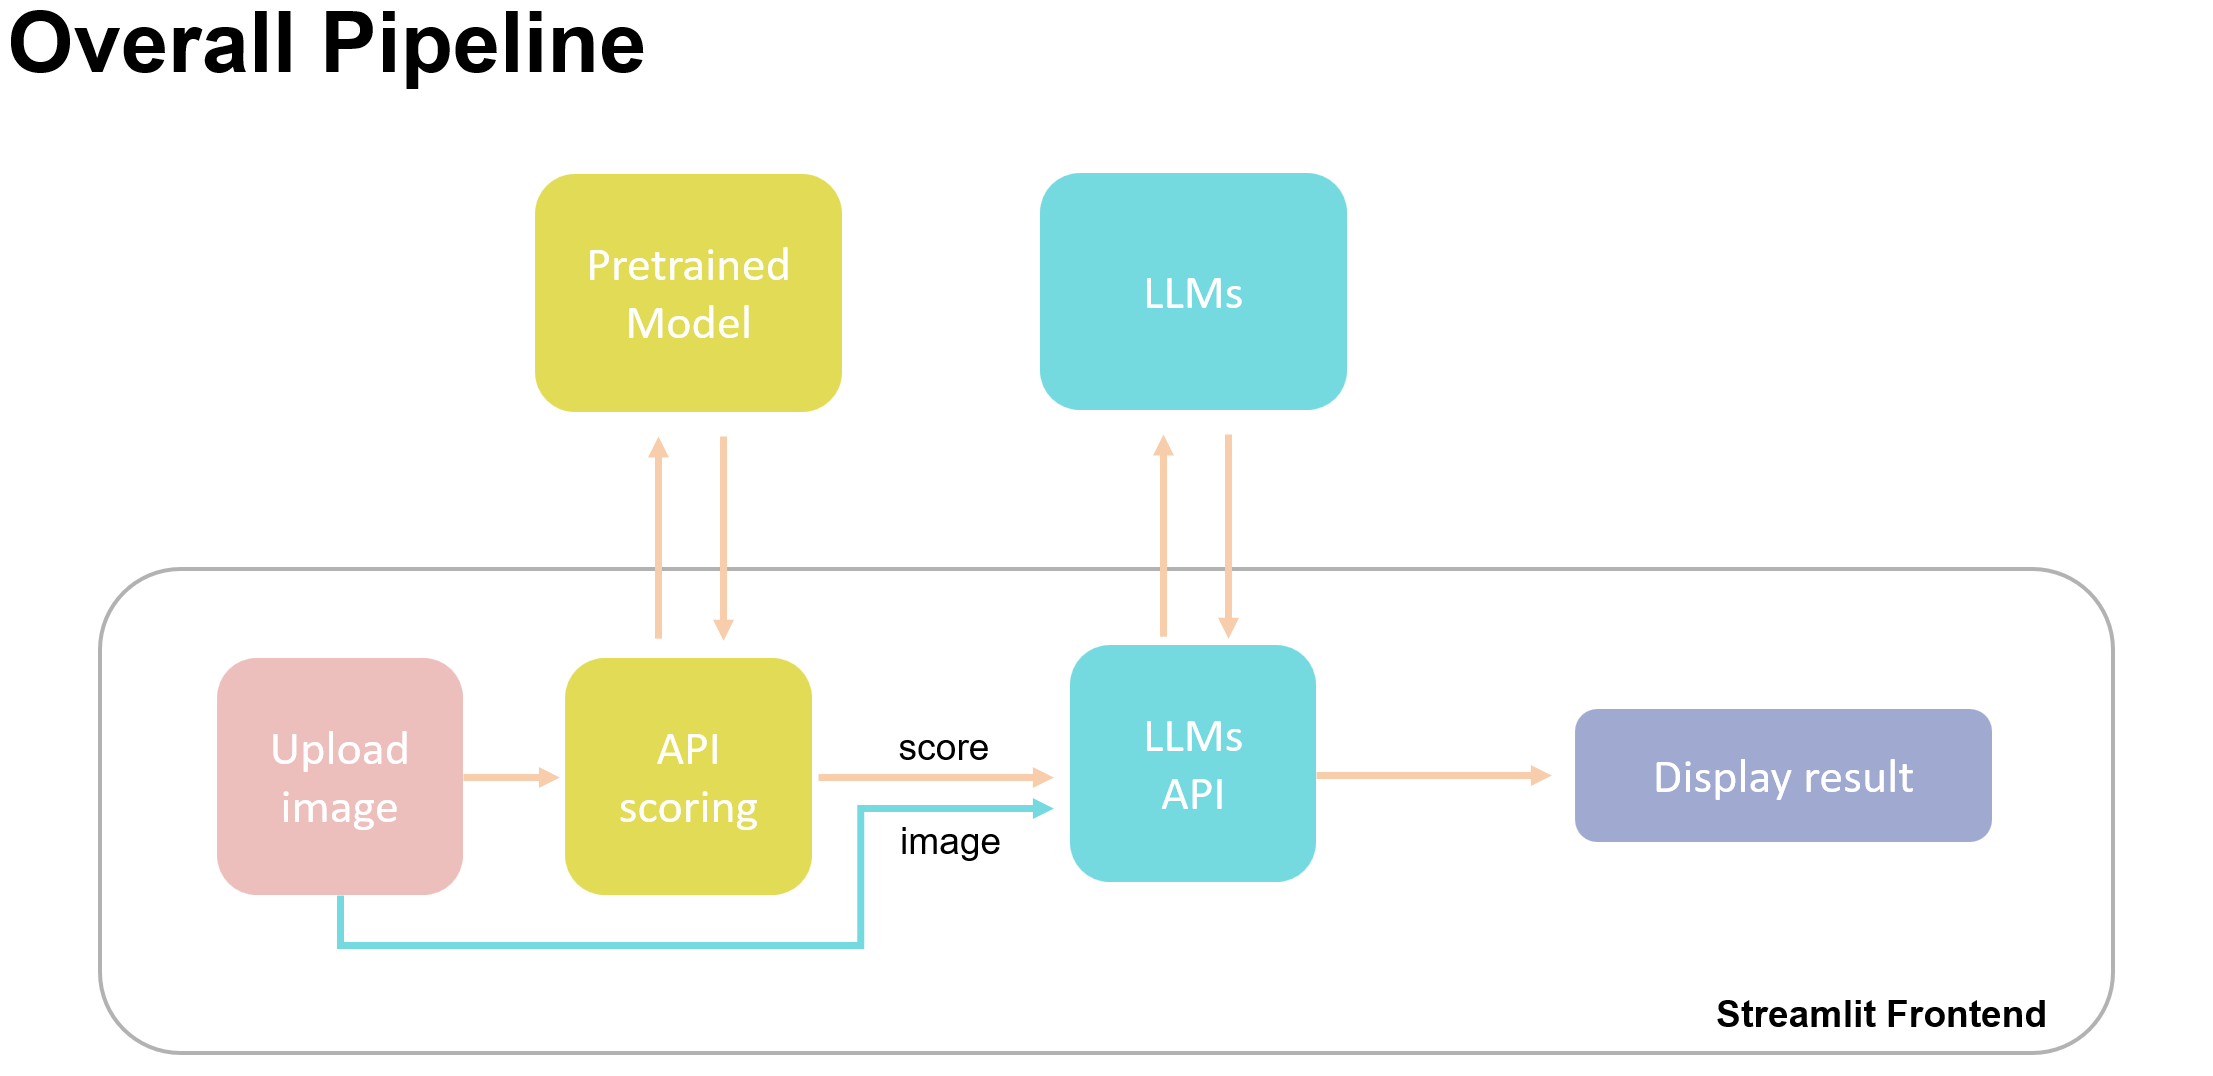 Overall Pipeline
Pretrained
Model
LLMs
Upload
image
API
scoring
score
image
LLMs
API
Display result
Streamlit Frontend